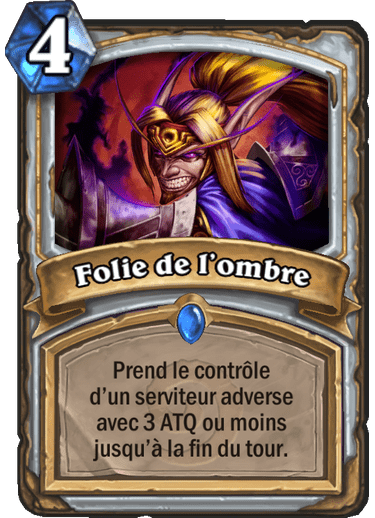 4
Folie de l'ombre
Prend le contrôle
d'un serviteur adverse
avec 3 ATQ ou moins
jusqu'à la fin du tour.